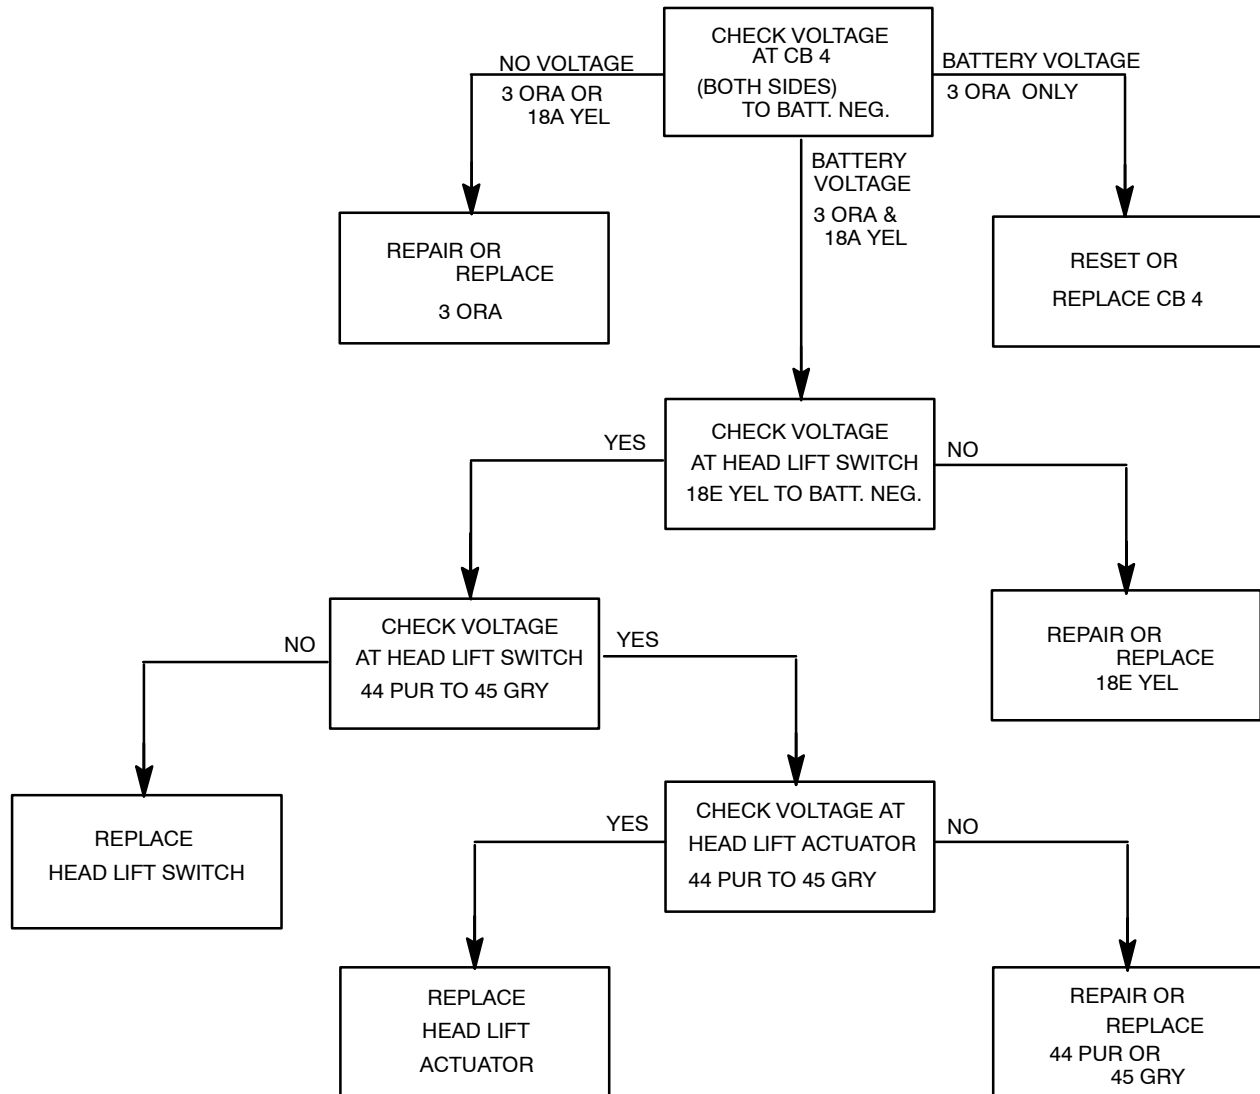 CHECK VOLTAGE
AT CB 4
(BOTH SIDES)
TO BATT. NEG.
NO VOLTAGE
3 ORA OR
18A YEL
BATTERY VOLTAGE
3 ORA ONLY
BATTERY
VOLTAGE
3 ORA &
18A YEL
REPAIR OR
REPLACE
3 ORA
RESET OR
REPLACE CB 4
CHECK VOLTAGE
AT HEAD LIFT SWITCH
18E YEL TO BATT. NEG.
YES
NO
CHECK VOLTAGE
AT HEAD LIFT SWITCH
44 PUR TO 45 GRY
NO
YES
REPAIR OR
REPLACE
18E YEL
REPLACE
HEAD LIFT SWITCH
CHECK VOLTAGE AT
HEAD LIFT ACTUATOR
44 PUR TO 45 GRY
YES
NO
REPLACE
HEAD LIFT
ACTUATOR
REPAIR OR
REPLACE
44 PUR OR
45 GRY